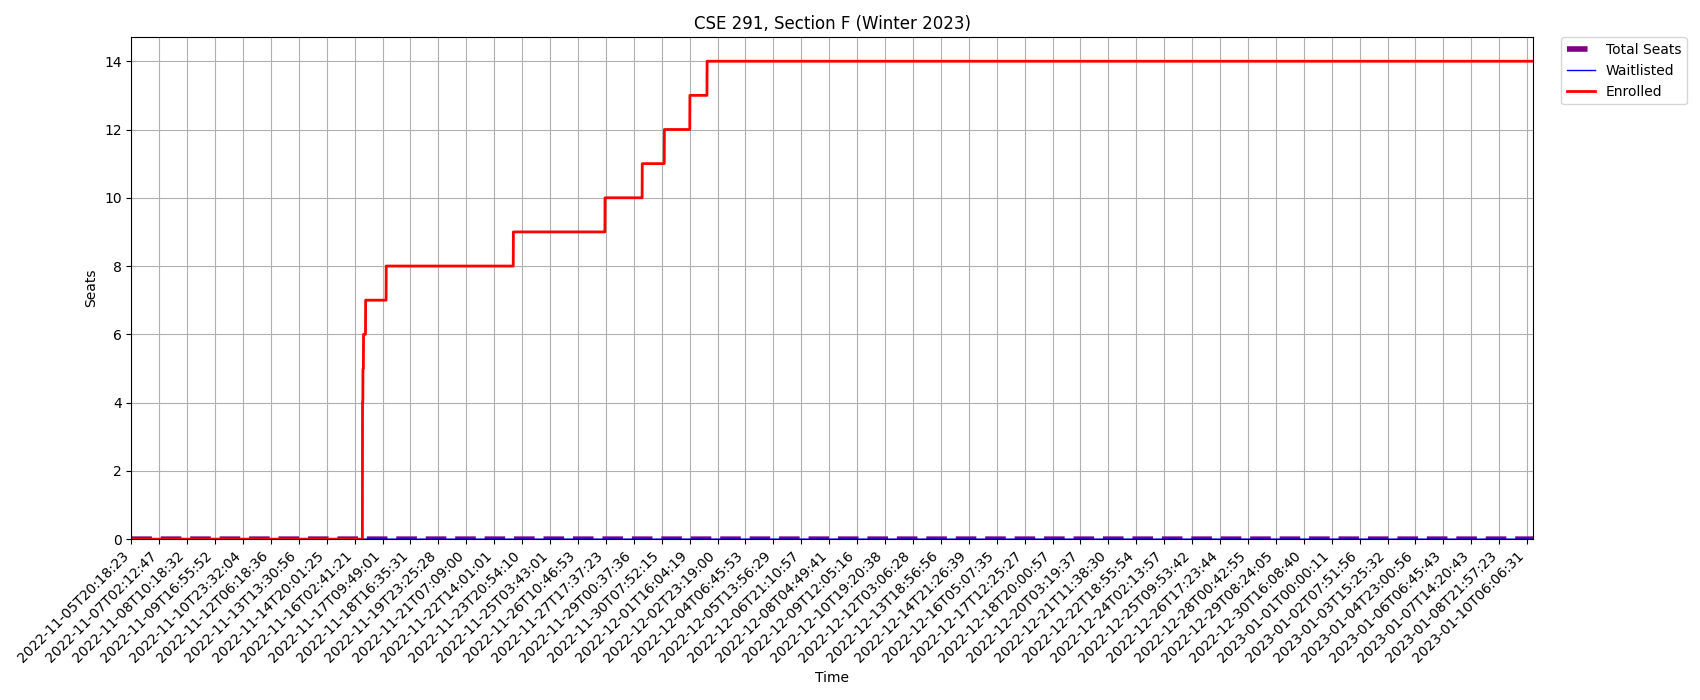 CSE 291, Section F (Winter 2023)
Total Seats
Waitlisted
Enrolled
14
12
10
8
6
4
2
0
Seats
2022-11-05T20:18:23
2022-11-07T02:12:47
2022-11-08T10:18:32
2022-11-09T16:55:52
2022-11-10T23:32:04
2022-11-12T06:18:36
2022-11-13T13:30:56
2022-11-14T20:01:25
2022-11-16T02:41:21
2022-11-17T09:49:01
2022-11-18T16:35:31
2022-11-19T23:25:28
2022-11-21T07:09:00
2022-11-22T14:01:01
2022-11-23T20:54:10
2022-11-25T03:43:01
2022-11-26T10:46:53
2022-11-27T17:37:23
2022-11-29T00:37:36
2022-11-30T07:52:15
2022-12-01T16:04:19
2022-12-02T23:19:00
2022-12-04T06:45:53
2022-12-05T13:56:29
2022-12-06T21:10:57
2022-12-08T04:49:41
2022-12-09T12:05:16
2022-12-10T19:20:38
2022-12-12T03:06:28
2022-12-13T18:56:56
2022-12-14T21:26:39
2022-12-16T05:07:35
2022-12-17T12:25:27
2022-12-18T20:00:57
2022-12-20T03:19:37
2022-12-21T11:38:30
2022-12-22T18:55:54
2022-12-24T02:13:57
2022-12-25T09:53:42
2022-12-26T17:23:44
2022-12-28T00:42:55
2022-12-29T08:24:05
2022-12-30T16:08:40
2023-01-01T00:00:11
2023-01-02T07:51:56
2023-01-03T15:25:32
2023-01-04T23:00:56
2023-01-06T06:45:43
2023-01-07T14:20:43
2023-01-08T21:57:23
2023-01-10T06:06:31
Time